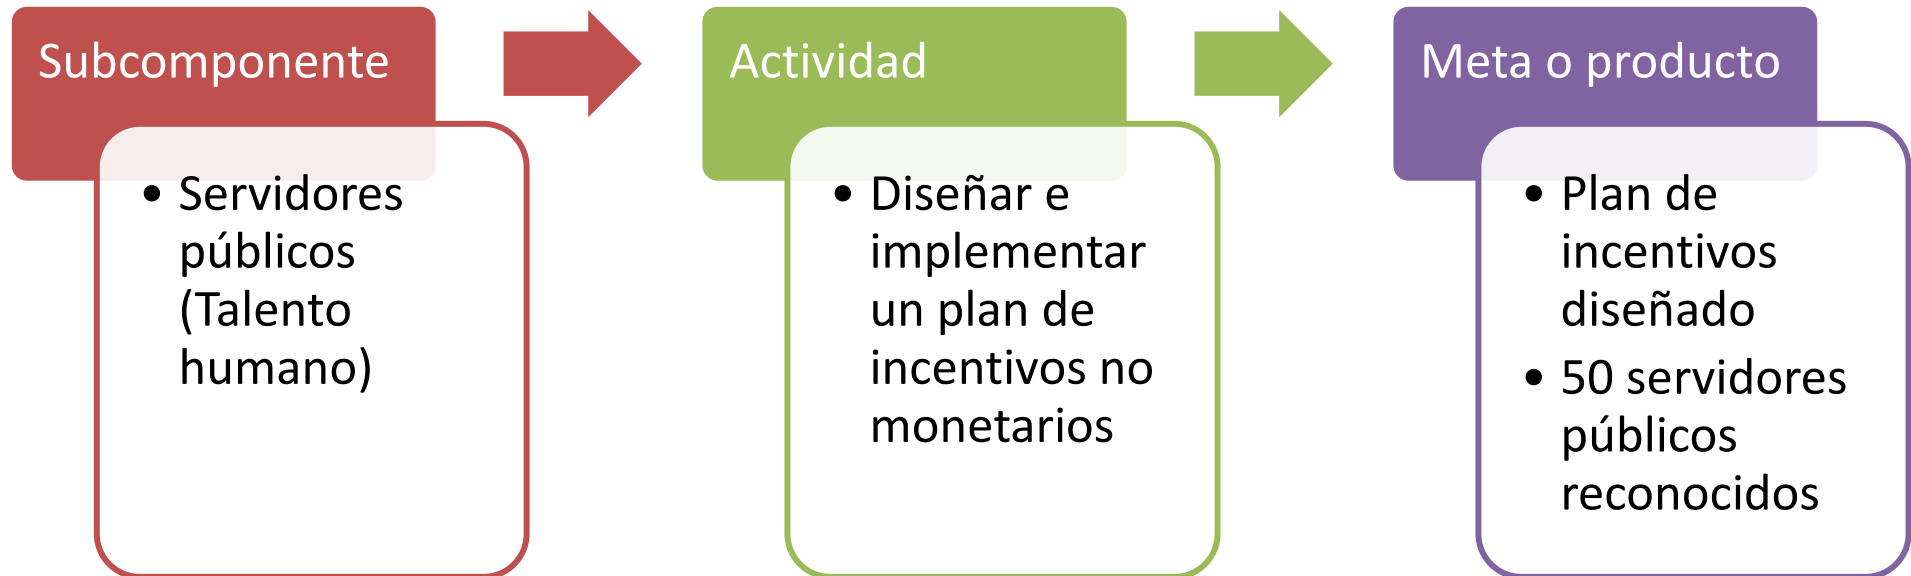 Subcomponente
• Servidores
públicos
(Talento
humano)
Actividad
• Diseñar e
implementar
un plan de
incentivos no
monetarios
Meta o producto
• Plan de
incentivos
diseñado
• 50 servidores
públicos
reconocidos